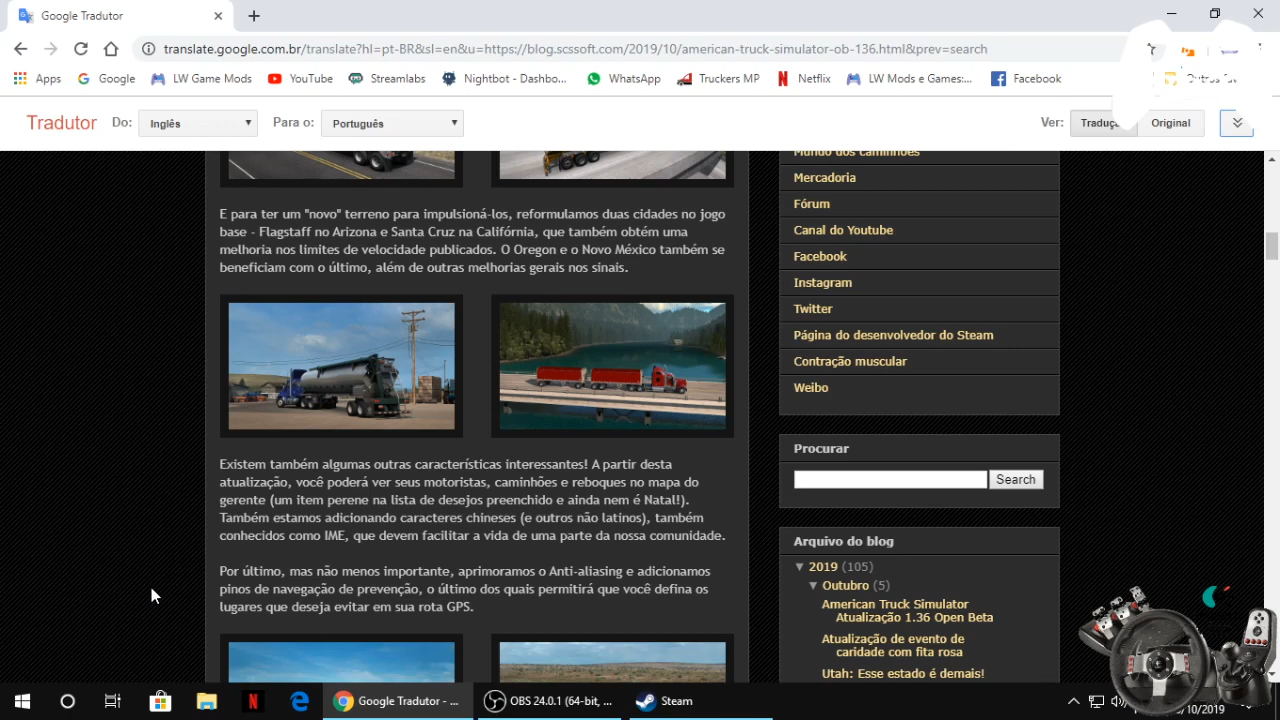 Google Tradutor
translate.google.com.br/translate?hl=pt-BR&sl=en&u=https://blog.scssoft.com/2019/10/american-truck-simulator-ob-136.html&prev=search
Apps Google LW Game Mods YouTube Streamlabs Nightbot - Dashbo... WhatsApp Truckers MP Netflix LW Mods e Games:... Facebook
Tradutor Do: Inglês Para o: Português Ver: Original
Mundo dos caminhões
Mercadoria
Fórum
Canal do Youtube
Facebook
Instagram
Twitter
Página do desenvolvedor do Steam
Contração muscular
Weibo
E para ter um "novo" terreno para impulsioná-los, reformulamos duas cidades no jogo
base - Flagstaff no Arizona e Santa Cruz na Califórnia, que também obtém uma
melhoria nos limites de velocidade publicados. O Oregon e o Novo México também se
beneficiam com o último, além de outras melhorias gerais nos sinais.
Existem também algumas outras características interessantes! A partir desta
atualização, você poderá ver seus motoristas, caminhões e reboques no mapa do
gerente (um item perene na lista de desejos preenchido e ainda nem é Natal!).
Também estamos adicionando caracteres chineses (e outros não latinos), também
conhecidos como IME, que devem facilitar a vida de uma parte da nossa comunidade.
Por último, mas não menos importante, aprimoramos o Anti-aliasing e adicionamos
pinos de navegação de prevenção, o último dos quais permitirá que você defina os
lugares que deseja evitar em sua rota GPS.
Procurar
Search
Arquivo do blog
2019 (105)
Outubro (5)
American Truck Simulator
Atualização 1.36 Open Beta
Atualização de evento de
caridade com fita rosa
Utah: Esse estado é demais!
Google Tradutor - ... OBS 24.0.1 (64-bit, ... Steam